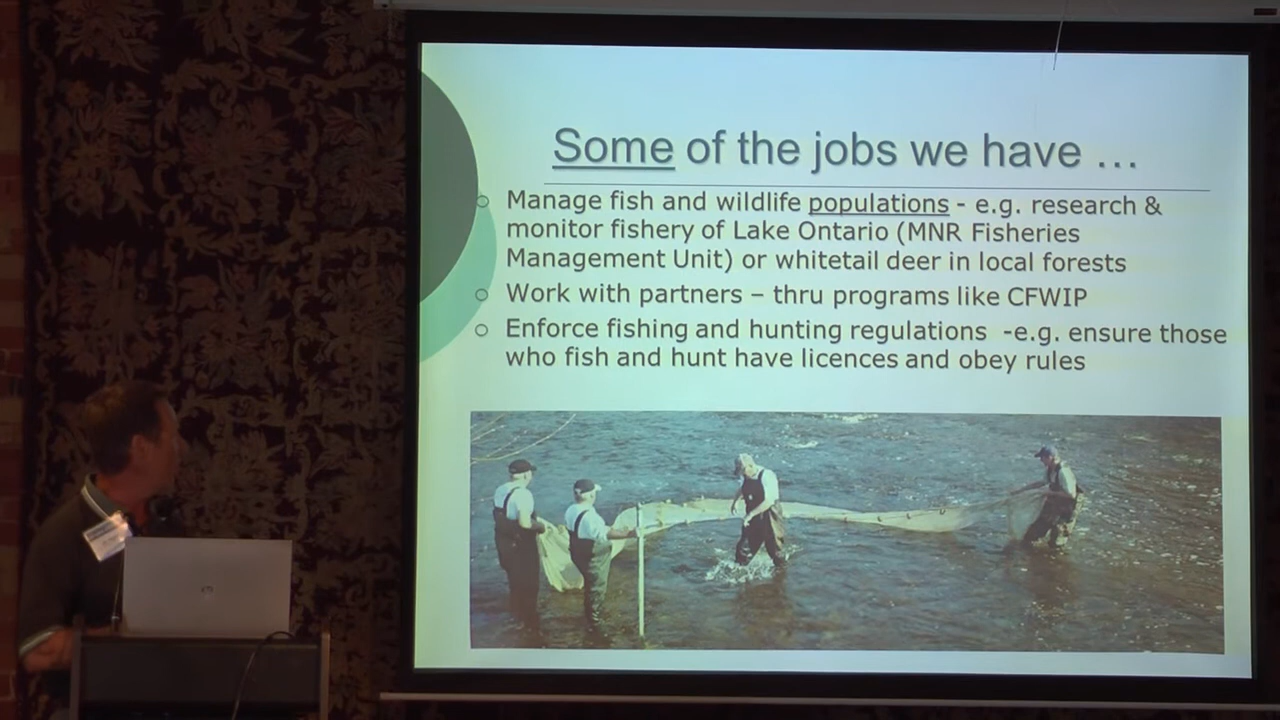 Some of the jobs we have ...
Manage fish and wildlife populations - e.g. research &
monitor fishery of Lake Ontario (MNR Fisheries
Management Unit) or whitetail deer in local forests
Work with partners – thru programs like CFWIP
Enforce fishing and hunting regulations -e.g. ensure those
who fish and hunt have licences and obey rules